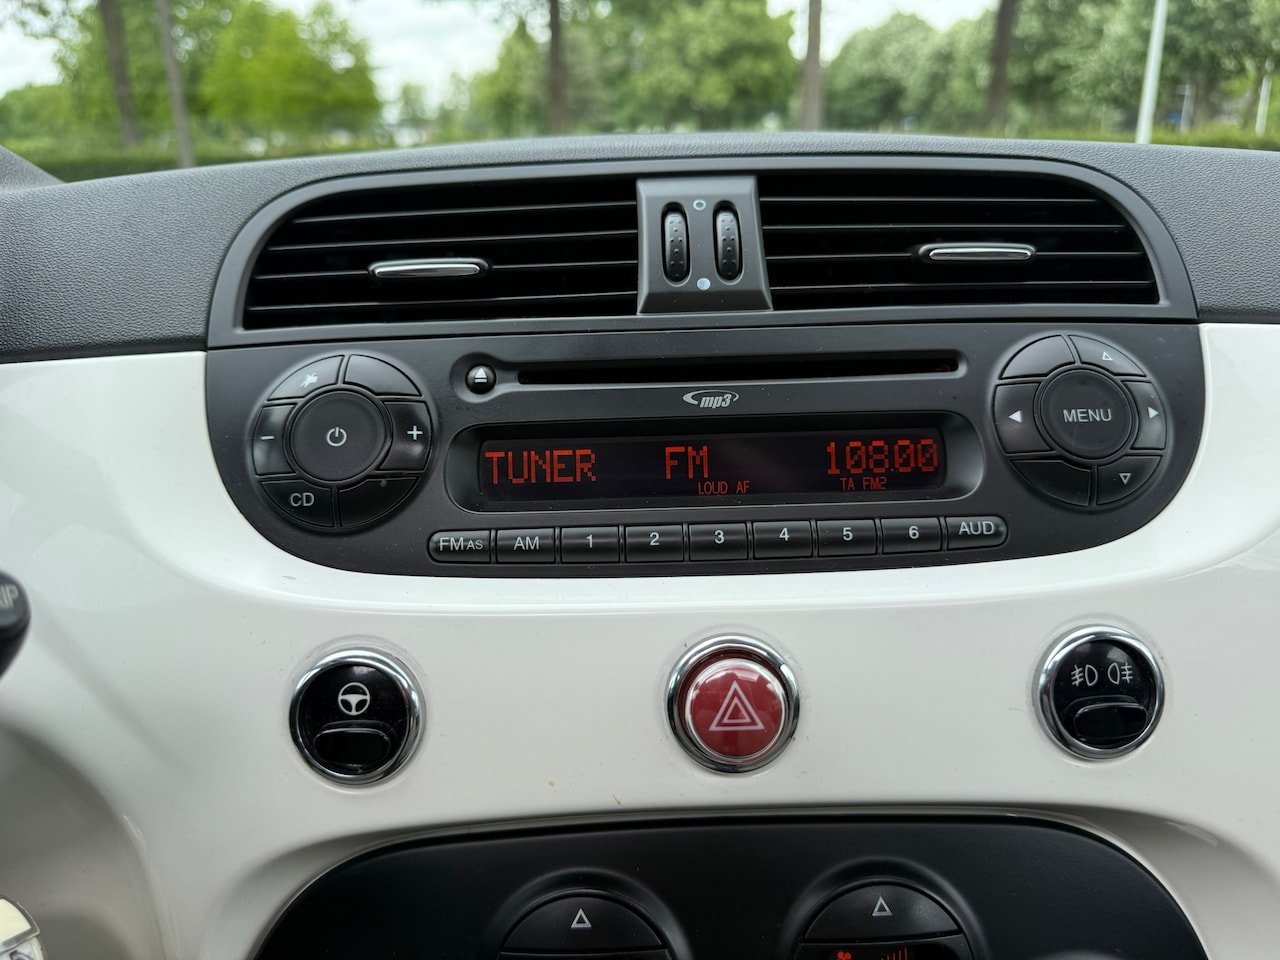 mp3
TUNER FM 108.00
LOUD AF TA FM2
+
MENU
-
CD
FM AS AM 1 2 3 4 5 6 AUD